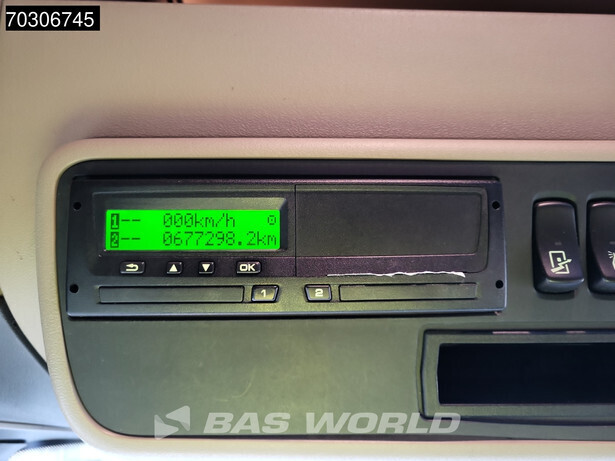 70306745
1-- 000km/h
2-- 0677298.2km
OK
1 2
BAS WORLD